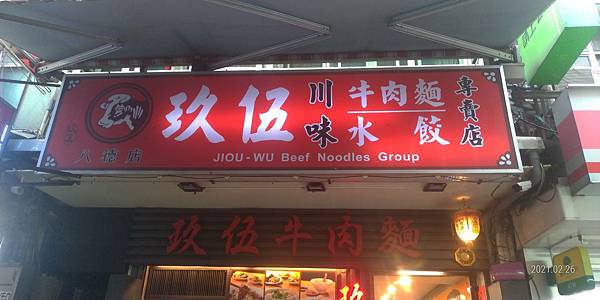 玖伍
川味
牛肉麵
水餃
專賣店
八德店
JIOU-WU Beef Noodles Group
玖伍牛肉麵
玖
2021.02.26